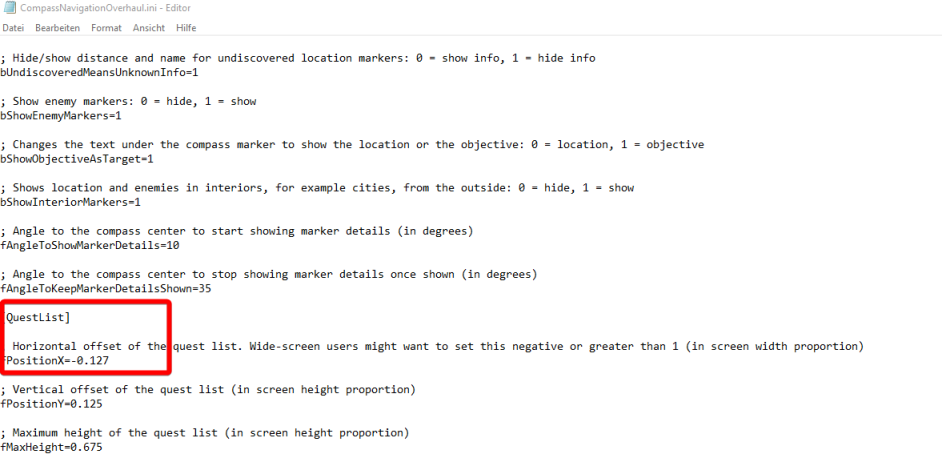 CompassNavigationOverhaul.ini - Editor
Datei Bearbeiten Format Ansicht Hilfe
; Hide/show distance and name for undiscovered location markers: 0 = show info, 1 = hide info
bUndiscoveredMeansUnknownInfo=1
; Show enemy markers: 0 = hide, 1 = show
bShowEnemyMarkers=1
; Changes the text under the compass marker to show the location or the objective: 0 = location, 1 = objective
bShowObjectiveAsTarget=1
; Shows location and enemies in interiors, for example cities, from the outside: 0 = hide, 1 = show
bShowInteriorMarkers=1
; Angle to the compass center to start showing marker details (in degrees)
fAngleToShowMarkerDetails=10
; Angle to the compass center to stop showing marker details once shown (in degrees)
fAngleToKeepMarkerDetailsShown=35
QuestList]
Horizontal offset of the quest list. Wide-screen users might want to set this negative or greater than 1 (in screen width proportion)
fPositionX=-0.127
; Vertical offset of the quest list (in screen height proportion)
fPositionY=0.125
; Maximum height of the quest list (in screen height proportion)
fMaxHeight=0.675